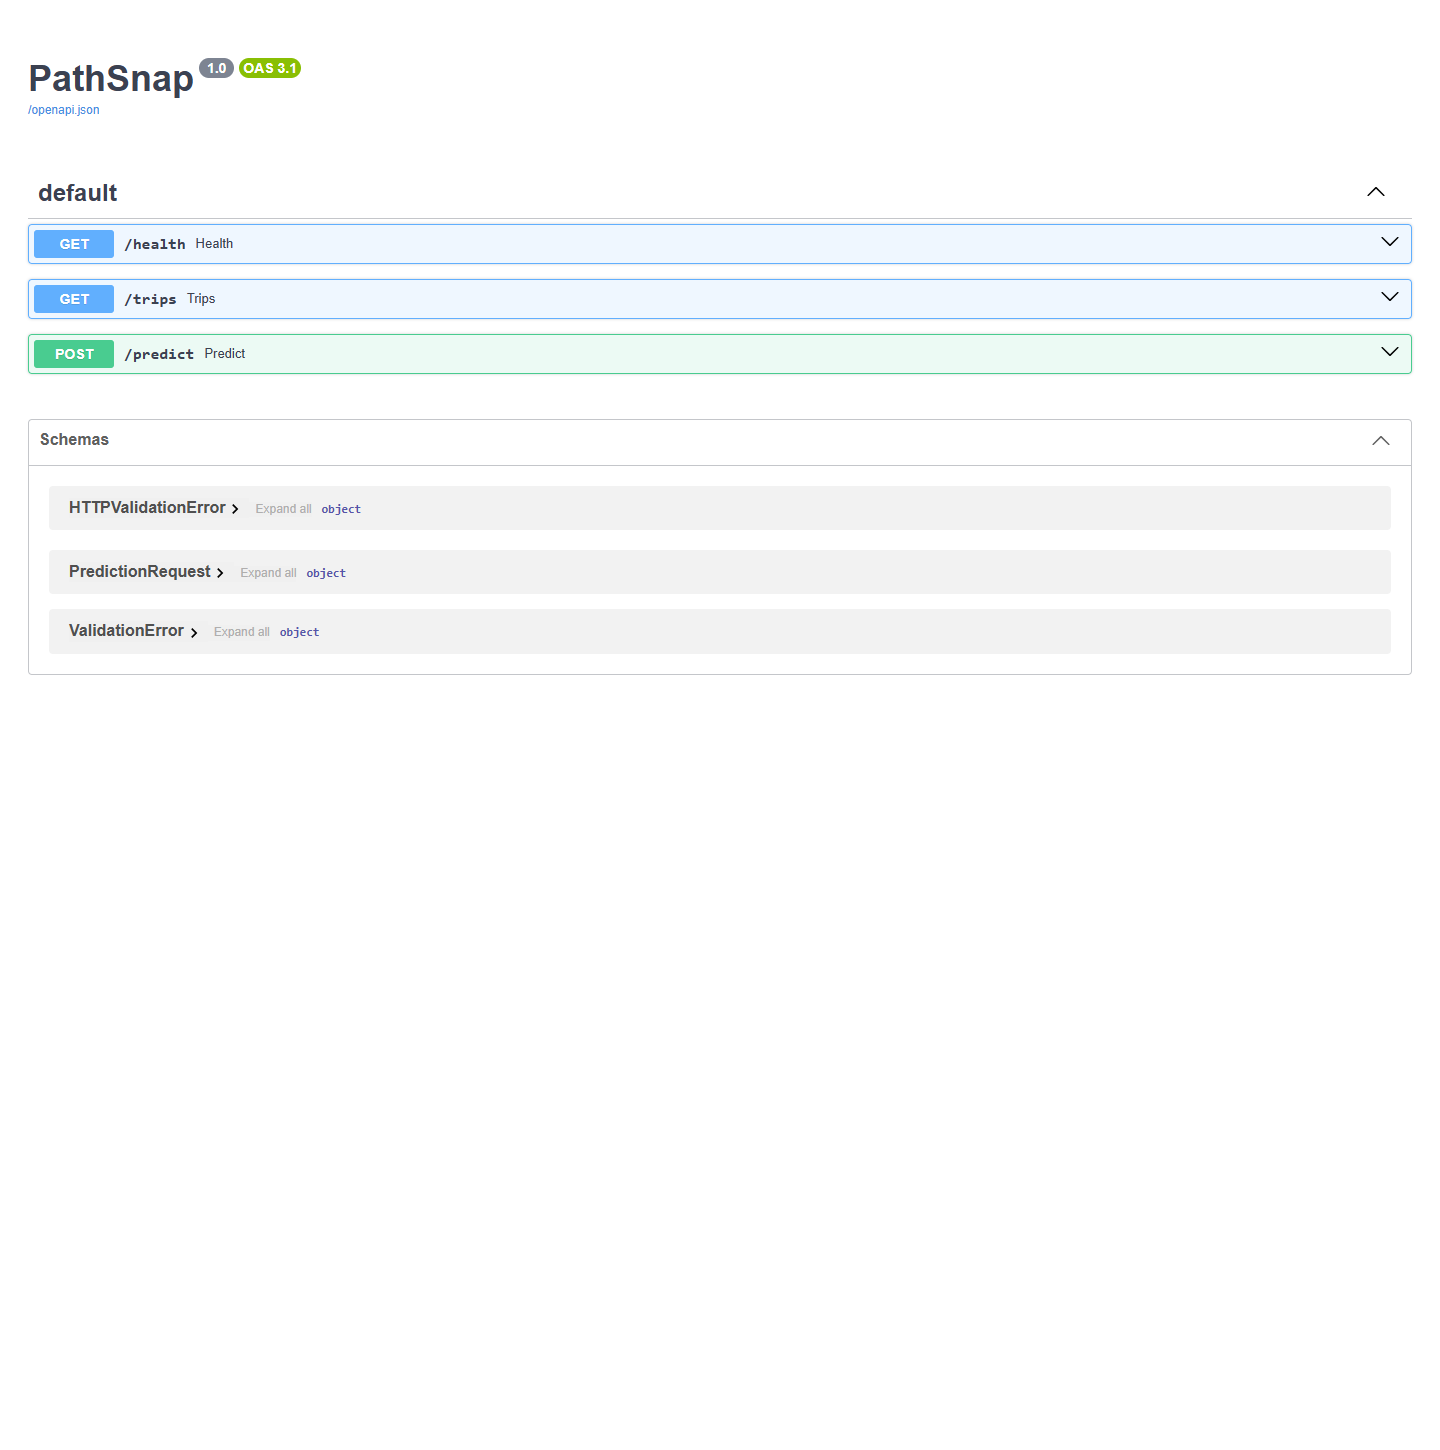 PathSnap 1.0 OAS 3.1
/openapi.json
default
GET /health Health
GET /trips Trips
POST /predict Predict
Schemas
HTTPValidationError Expand all object
PredictionRequest Expand all object
ValidationError Expand all object